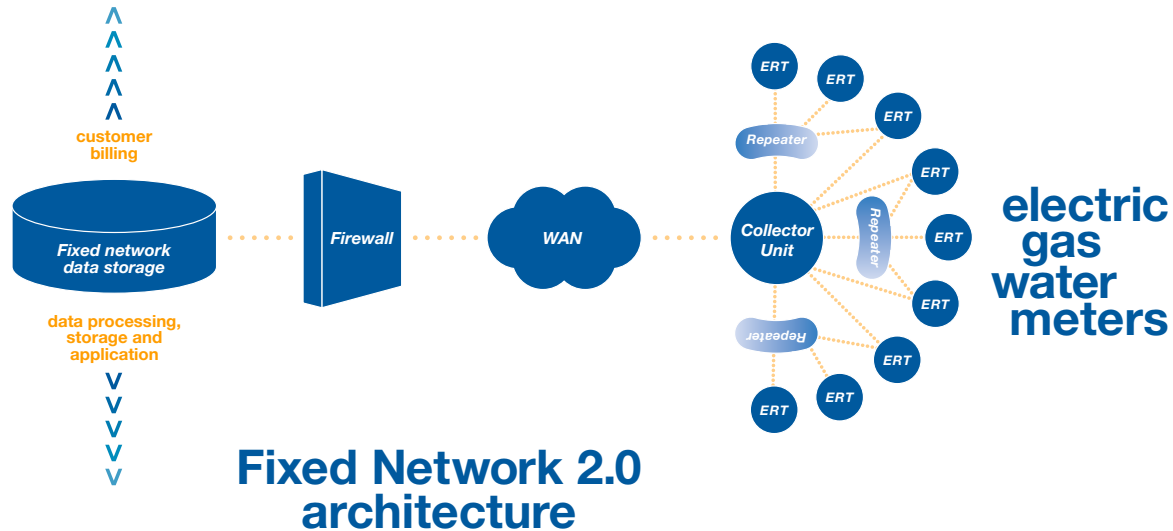 customer
billing
Fixed network
data storage
data processing,
storage and
application
Firewall
WAN
Collector
Unit
Repeater
Repeater
Repeater
ERT
ERT
ERT
ERT
ERT
ERT
ERT
ERT
ERT
electric
gas
water
meters
Fixed Network 2.0
architecture